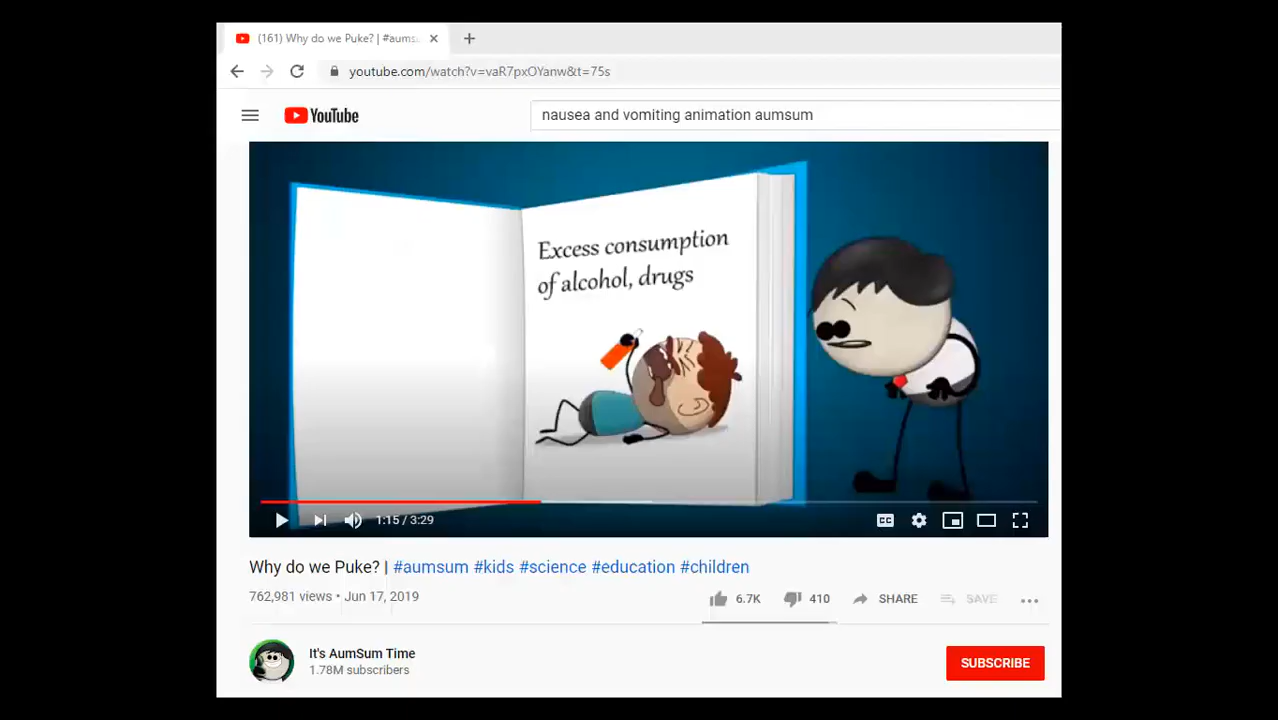 (161) Why do we Puke? | #aums
youtube.com/watch?v=vaR7pxOYanw&t=75s
YouTube
nausea and vomiting animation aumsum
Excess consumption
of alcohol, drugs
1:15 / 3:29
CC
Why do we Puke? | #aumsum #kids #science #education #children
762,981 views • Jun 17, 2019
6.7K
410
SHARE
SAVE
It's AumSum Time
1.78M subscribers
SUBSCRIBE